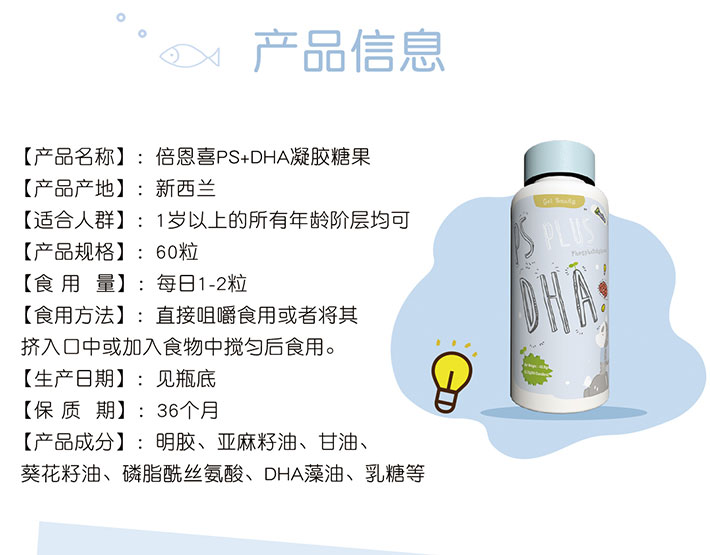 产品信息
【产品名称】：倍恩喜PS+DHA凝胶糖果
【产品产地】：新西兰
【适合人群】：1岁以上的所有年龄阶层均可
【产品规格】：60粒
【食 用 量】：每日1-2粒
【食用方法】：直接咀嚼食用或者将其
挤入口中或加入食物中搅匀后食用。
【生产日期】：见瓶底
【保 质 期】：36个月
【产品成分】：明胶、亚麻籽油、甘油、
葵花籽油、磷脂酰丝氨酸、DHA藻油、乳糖等
PS PLUS
DHA